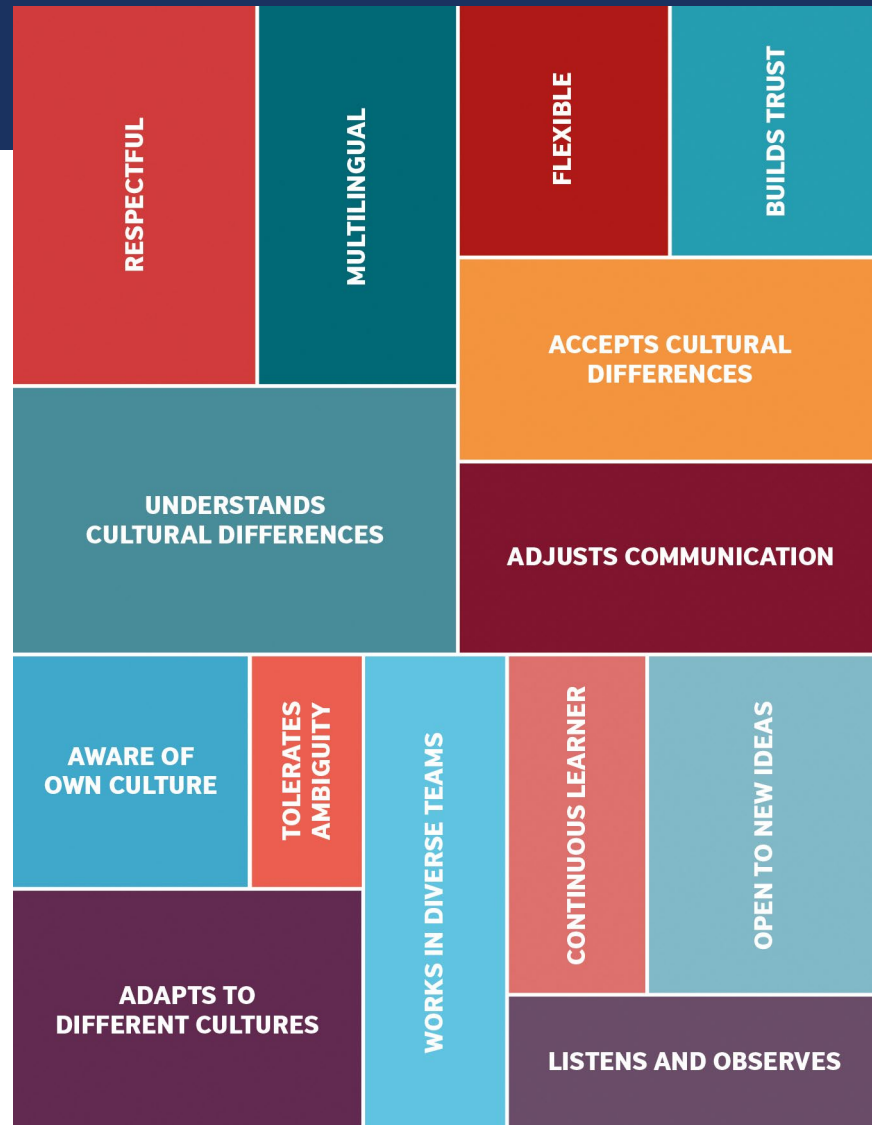 RESPECTFUL
MULTILINGUAL
FLEXIBLE
BUILDS TRUST
ACCEPTS CULTURAL
DIFFERENCES
UNDERSTANDS
CULTURAL DIFFERENCES
ADJUSTS COMMUNICATION
AWARE OF
OWN CULTURE
TOLERATES
AMBIGUITY
WORKS IN DIVERSE TEAMS
CONTINUOUS LEARNER
OPEN TO NEW IDEAS
ADAPTS TO
DIFFERENT CULTURES
LISTENS AND OBSERVES